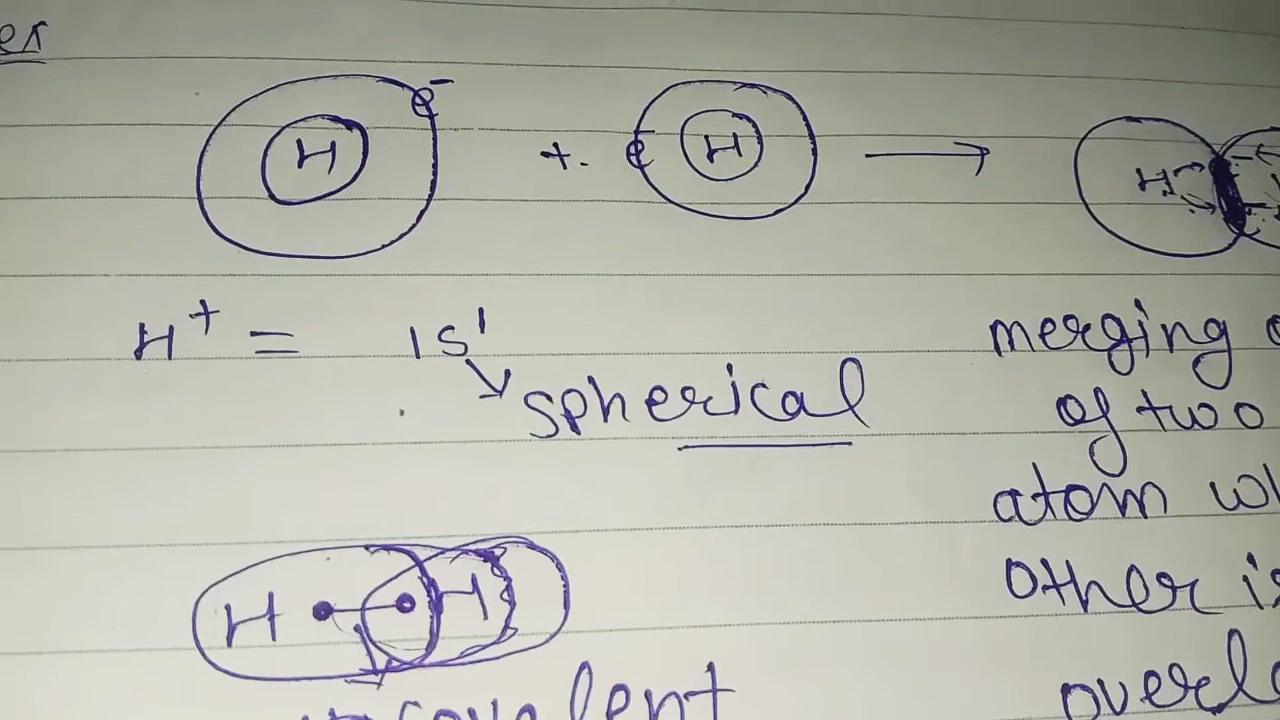 H e- + e- H → H
H+ = 1s1
spherical
merging
of two
atom
other
H H
covalent